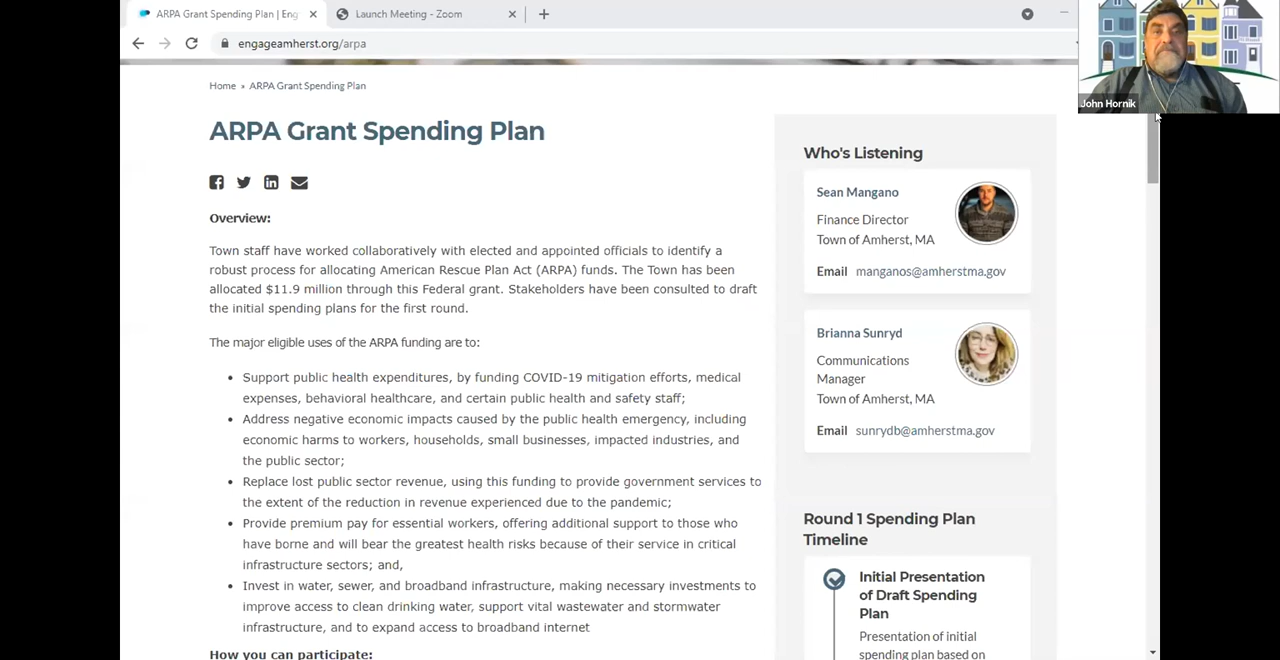 ARPA Grant Spending Plan | Eng
Launch Meeting - Zoom
engageamherst.org/arpa
John Hornik
Home » ARPA Grant Spending Plan
ARPA Grant Spending Plan
Overview:
Town staff have worked collaboratively with elected and appointed officials to identify a
robust process for allocating American Rescue Plan Act (ARPA) funds. The Town has been
allocated $11.9 million through this Federal grant. Stakeholders have been consulted to draft
the initial spending plans for the first round.
The major eligible uses of the ARPA funding are to:
• Support public health expenditures, by funding COVID-19 mitigation efforts, medical
expenses, behavioral healthcare, and certain public health and safety staff;
• Address negative economic impacts caused by the public health emergency, including
economic harms to workers, households, small businesses, impacted industries, and
the public sector;
• Replace lost public sector revenue, using this funding to provide government services to
the extent of the reduction in revenue experienced due to the pandemic;
• Provide premium pay for essential workers, offering additional support to those who
have borne and will bear the greatest health risks because of their service in critical
infrastructure sectors; and,
• Invest in water, sewer, and broadband infrastructure, making necessary investments to
improve access to clean drinking water, support vital wastewater and stormwater
infrastructure, and to expand access to broadband internet
How you can participate:
Who's Listening
Sean Mangano
Finance Director
Town of Amherst, MA
Email manganos@amherstma.gov
Brianna Sunryd
Communications
Manager
Town of Amherst, MA
Email sunrydb@amherstma.gov
Round 1 Spending Plan
Timeline
Initial Presentation
of Draft Spending
Plan
Presentation of initial
spending plan based on